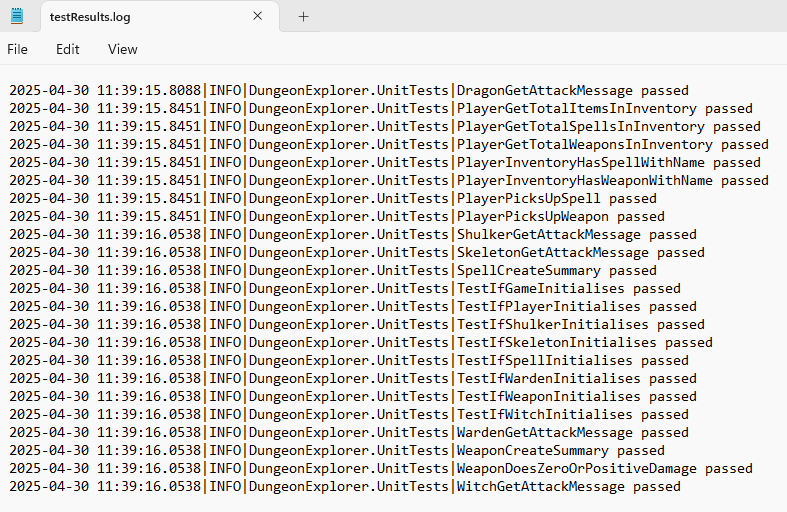 testResults.log
File Edit View
2025-04-30 11:39:15.8088|INFO|DungeonExplorer.UnitTests|DragonGetAttackMessage passed
2025-04-30 11:39:15.8451|INFO|DungeonExplorer.UnitTests|PlayerGetTotalItemsInInventory passed
2025-04-30 11:39:15.8451|INFO|DungeonExplorer.UnitTests|PlayerGetTotalSpellsInInventory passed
2025-04-30 11:39:15.8451|INFO|DungeonExplorer.UnitTests|PlayerGetTotalWeaponsInInventory passed
2025-04-30 11:39:15.8451|INFO|DungeonExplorer.UnitTests|PlayerInventoryHasSpellWithName passed
2025-04-30 11:39:15.8451|INFO|DungeonExplorer.UnitTests|PlayerInventoryHasWeaponWithName passed
2025-04-30 11:39:15.8451|INFO|DungeonExplorer.UnitTests|PlayerPicksUpSpell passed
2025-04-30 11:39:15.8451|INFO|DungeonExplorer.UnitTests|PlayerPicksUpWeapon passed
2025-04-30 11:39:16.0538|INFO|DungeonExplorer.UnitTests|ShulkerGetAttackMessage passed
2025-04-30 11:39:16.0538|INFO|DungeonExplorer.UnitTests|SkeletonGetAttackMessage passed
2025-04-30 11:39:16.0538|INFO|DungeonExplorer.UnitTests|SpellCreateSummary passed
2025-04-30 11:39:16.0538|INFO|DungeonExplorer.UnitTests|TestIfGameInitialises passed
2025-04-30 11:39:16.0538|INFO|DungeonExplorer.UnitTests|TestIfPlayerInitialises passed
2025-04-30 11:39:16.0538|INFO|DungeonExplorer.UnitTests|TestIfShulkerInitialises passed
2025-04-30 11:39:16.0538|INFO|DungeonExplorer.UnitTests|TestIfSkeletonInitialises passed
2025-04-30 11:39:16.0538|INFO|DungeonExplorer.UnitTests|TestIfSpellInitialises passed
2025-04-30 11:39:16.0538|INFO|DungeonExplorer.UnitTests|TestIfWardenInitialises passed
2025-04-30 11:39:16.0538|INFO|DungeonExplorer.UnitTests|TestIfWeaponInitialises passed
2025-04-30 11:39:16.0538|INFO|DungeonExplorer.UnitTests|TestIfWitchInitialises passed
2025-04-30 11:39:16.0538|INFO|DungeonExplorer.UnitTests|WardenGetAttackMessage passed
2025-04-30 11:39:16.0538|INFO|DungeonExplorer.UnitTests|WeaponCreateSummary passed
2025-04-30 11:39:16.0538|INFO|DungeonExplorer.UnitTests|WeaponDoesZeroOrPositiveDamage passed
2025-04-30 11:39:16.0538|INFO|DungeonExplorer.UnitTests|WitchGetAttackMessage passed